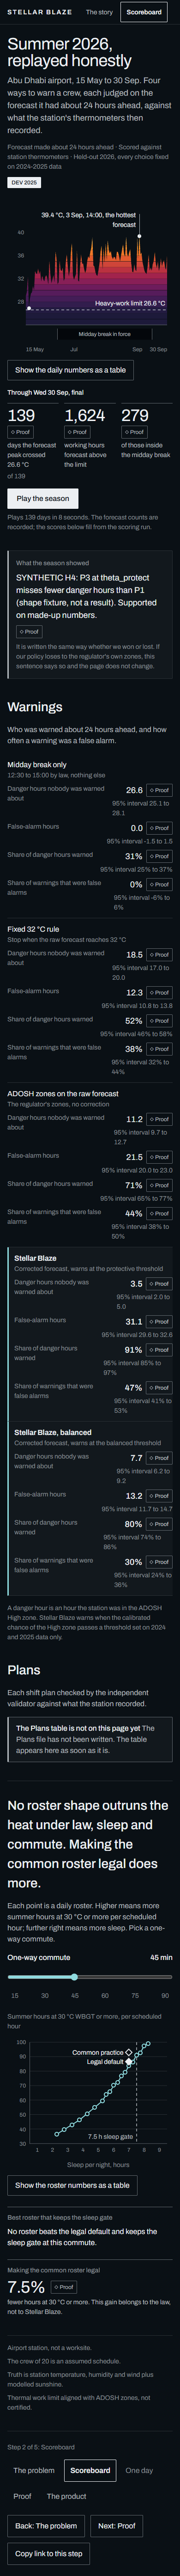 STELLAR BLAZE
The story
Scoreboard
Summer 2026,
replayed honestly
Abu Dhabi airport, 15 May to 30 Sep. Four
ways to warn a crew, each judged on the
forecast it had about 24 hours ahead, against
what the station's thermometers then
recorded.
Forecast made about 24 hours ahead · Scored against
station thermometers · Held-out 2026, every choice fixed
on 2024-2025 data
DEV 2025
39.4 °C, 3 Sep, 14:00, the hottest
forecast
40
36
32
28
Heavy-work limit 26.6 °C
Midday break in force
15 May
Jul
Sep
30 Sep
Show the daily numbers as a table
Through Wed 30 Sep, final
139
◇ Proof
days the forecast
peak crossed
26.6 °C
of 139
1,624
◇ Proof
working hours
forecast above
the limit
279
◇ Proof
of those inside
the midday break
Play the season
Plays 139 days in 8 seconds. The forecast counts are
recorded; the scores below fill from the scoring run.
What the season showed
SYNTHETIC H4: P3 at theta_protect
misses fewer danger hours than P1
(shape fixture, not a result). Supported
on made-up numbers.
◇ Proof
It is written the same way whether we won or lost. If
our policy loses to the regulator's own zones, this
sentence says so and the page does not change.
Warnings
Who was warned about 24 hours ahead, and how
often a warning was a false alarm.
Midday break only
12:30 to 15:00 by law, nothing else
Danger hours nobody was warned
about
26.6 ◇ Proof
95% interval 25.1 to
28.1
False-alarm hours
0.0 ◇ Proof
95% interval -1.5 to 1.5
Share of danger hours warned
31% ◇ Proof
95% interval 25% to 37%
Share of warnings that were false
alarms
0% ◇ Proof
95% interval -6% to
6%
Fixed 32 °C rule
Stop when the raw forecast reaches 32 °C
Danger hours nobody was warned
about
18.5 ◇ Proof
95% interval 17.0 to
20.0
False-alarm hours
12.3 ◇ Proof
95% interval 10.8 to 13.8
Share of danger hours warned
52% ◇ Proof
95% interval 46% to 58%
Share of warnings that were false
alarms
38% ◇ Proof
95% interval 32% to
44%
ADOSH zones on the raw forecast
The regulator's zones, no correction
Danger hours nobody was warned
about
11.2 ◇ Proof
95% interval 9.7 to
12.7
False-alarm hours
21.5 ◇ Proof
95% interval 20.0 to 23.0
Share of danger hours warned
71% ◇ Proof
95% interval 65% to 77%
Share of warnings that were false
alarms
44% ◇ Proof
95% interval 38% to
50%
Stellar Blaze
Corrected forecast, warns at the protective threshold
Danger hours nobody was
warned about
3.5 ◇ Proof
95% interval 2.0 to
5.0
False-alarm hours
31.1 ◇ Proof
95% interval 29.6 to 32.6
Share of danger hours
warned
91% ◇ Proof
95% interval 85% to
97%
Share of warnings that were
false alarms
47% ◇ Proof
95% interval 41% to
53%
Stellar Blaze, balanced
Corrected forecast, warns at the balanced threshold
Danger hours nobody was
warned about
7.7 ◇ Proof
95% interval 6.2 to
9.2
False-alarm hours
13.2 ◇ Proof
95% interval 11.7 to 14.7
Share of danger hours
warned
80% ◇ Proof
95% interval 74% to
86%
Share of warnings that were
false alarms
30% ◇ Proof
95% interval 24% to
36%
A danger hour is an hour the station was in the ADOSH
High zone. Stellar Blaze warns when the calibrated
chance of the High zone passes a threshold set on 2024
and 2025 data only.
Plans
Each shift plan checked by the independent
validator against what the station recorded.
The Plans table is not on this page yet The
Plans file has not been written. The table
appears here as soon as it is.
No roster shape outruns the
heat under law, sleep and
commute. Making the
common roster legal does
more.
Each point is a daily roster. Higher means more
summer hours at 30 °C or more per scheduled
hour; further right means more sleep. Pick a one-
way commute.
One-way commute
45 min
15
30
45
60
75
90
Summer hours at 30 °C WBGT or more, per scheduled
hour
100
90
80
70
60
50
40
30
Common practice
Legal default
7.5 h sleep gate
1
2
3
4
5
6
7
8
9
Sleep per night, hours
Show the roster numbers as a table
Best roster that keeps the sleep gate
No roster beats the legal default and keeps the
sleep gate at this commute.
Making the common roster legal
7.5% ◇ Proof
fewer hours at 30 °C or more. This gain belongs to the law,
not to Stellar Blaze.
Airport station, not a worksite.
The crew of 20 is an assumed schedule.
Truth is station temperature, humidity and wind plus
modelled sunshine.
Thermal work limit aligned with ADOSH zones, not
certified.
Step 2 of 5: Scoreboard
The problem
Scoreboard
One day
Proof
The product
Back: The problem
Next: Proof
Copy link to this step